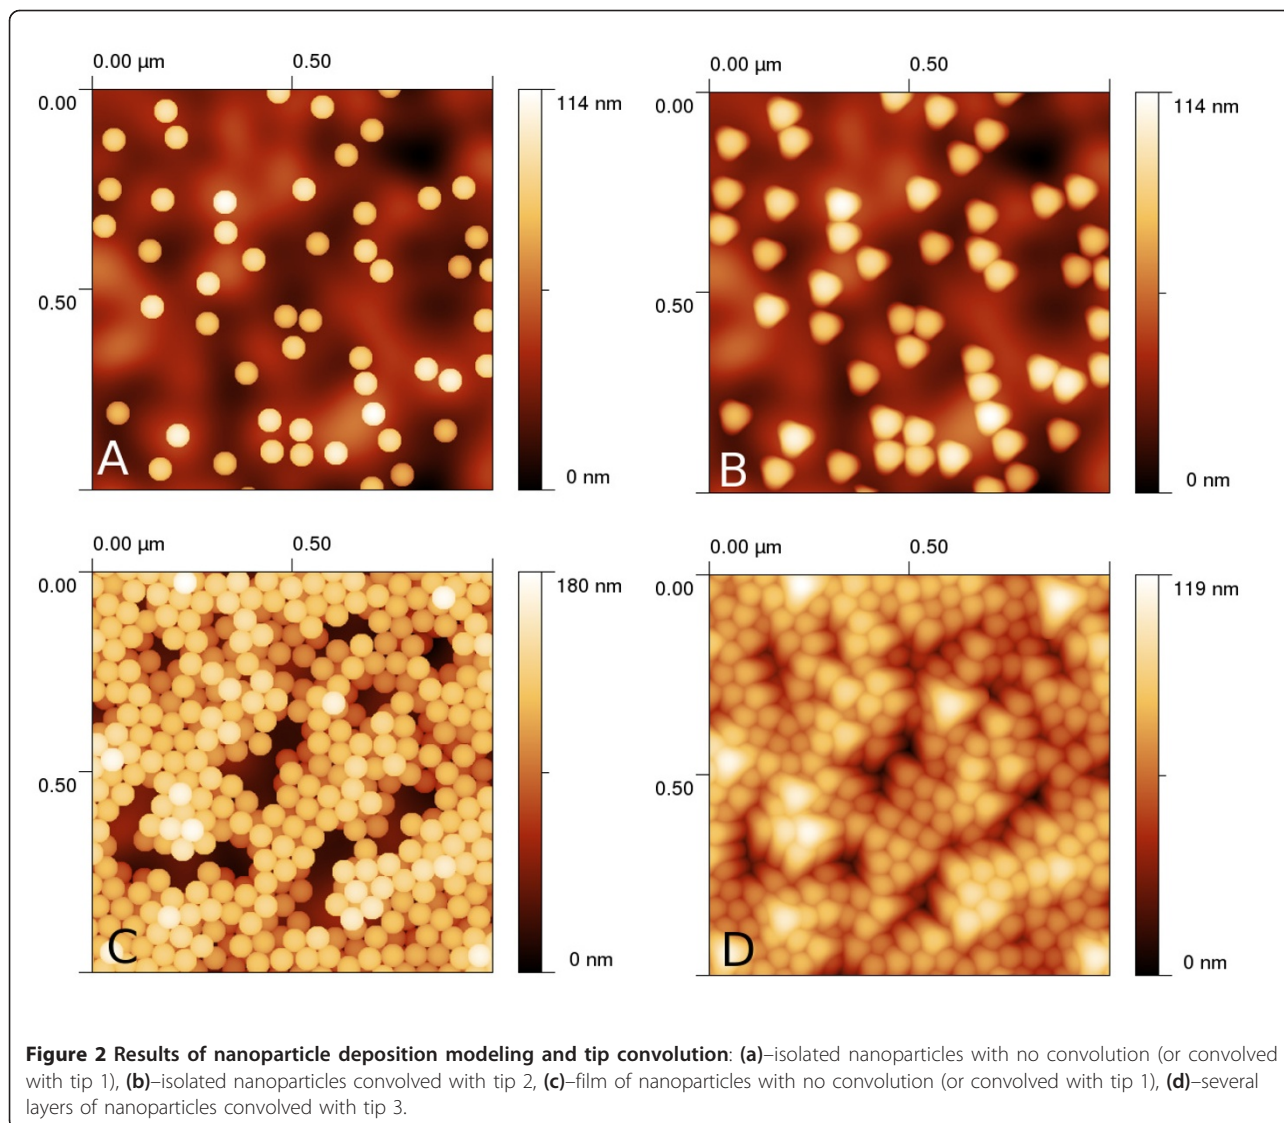 0.00 µm 0.50
0.00 µm 0.50
0.00
114 nm
0.00
114 nm
0.50
0.50
A
0 nm
B
0 nm
0.00 µm 0.50
0.00 µm 0.50
0.00
180 nm
0.00
119 nm
0.50
0.50
C
0 nm
D
0 nm
Figure 2 Results of nanoparticle deposition modeling and tip convolution: (a)–isolated nanoparticles with no convolution (or convolved
with tip 1), (b)–isolated nanoparticles convolved with tip 2, (c)–film of nanoparticles with no convolution (or convolved with tip 1), (d)–several
layers of nanoparticles convolved with tip 3.